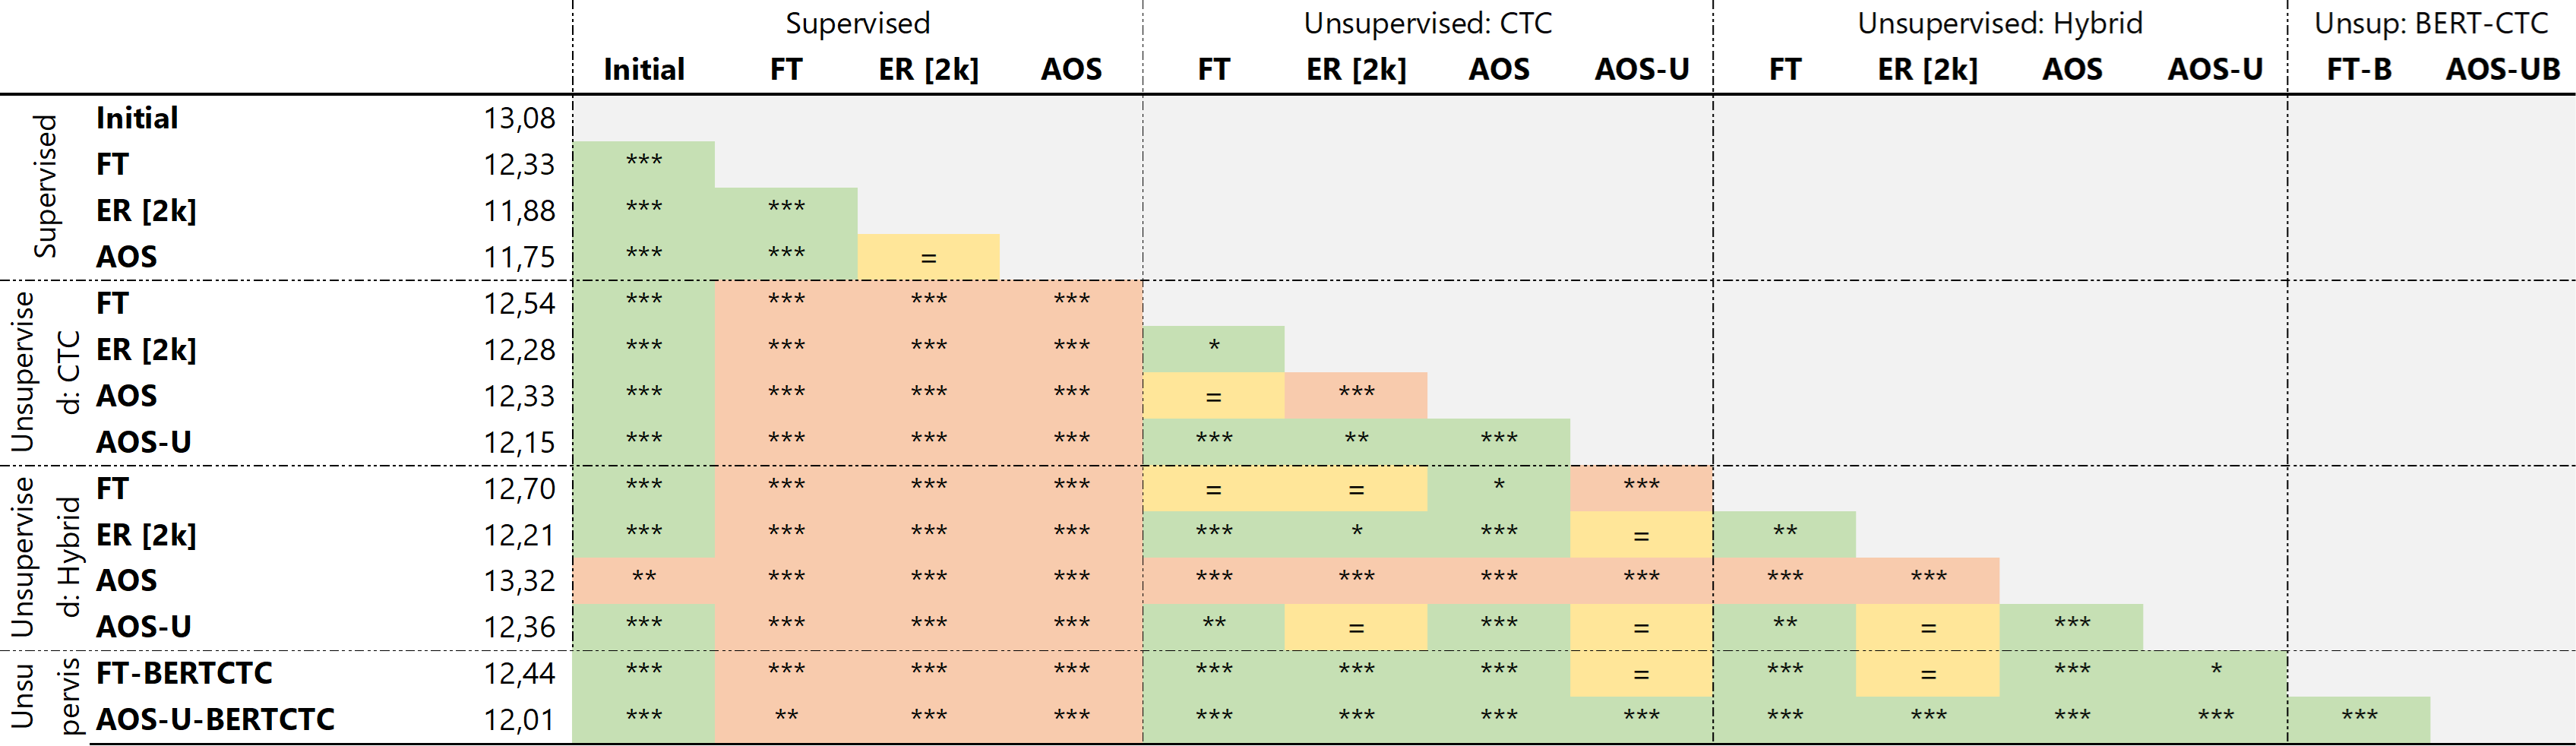 Supervised Unsupervised: CTC Unsupervised: Hybrid Unsup: BERT-CTC
Initial FT ER [2k] AOS FT ER [2k] AOS AOS-U FT ER [2k] AOS AOS-U FT-B AOS-UB
Supervised
Initial 13,08
FT 12,33 ***
ER [2k] 11,88 *** ***
AOS 11,75 *** *** =
Unsupervise
d: CTC
FT 12,54 *** *** *** ***
ER [2k] 12,28 *** *** *** *** *
AOS 12,33 *** *** *** *** = ***
AOS-U 12,15 *** *** *** *** *** ** ***
Unsupervise
d: Hybrid
FT 12,70 *** *** *** *** = = * ***
ER [2k] 12,21 *** *** *** *** *** * *** = **
AOS 13,32 ** *** *** *** *** *** *** *** *** ***
AOS-U 12,36 *** *** *** *** ** = *** = ** = ***
Unsu
pervis
FT-BERTCTC 12,44 *** *** *** *** *** *** *** = *** = *** *
AOS-U-BERTCTC 12,01 *** ** *** *** *** *** *** *** *** *** *** *** ***